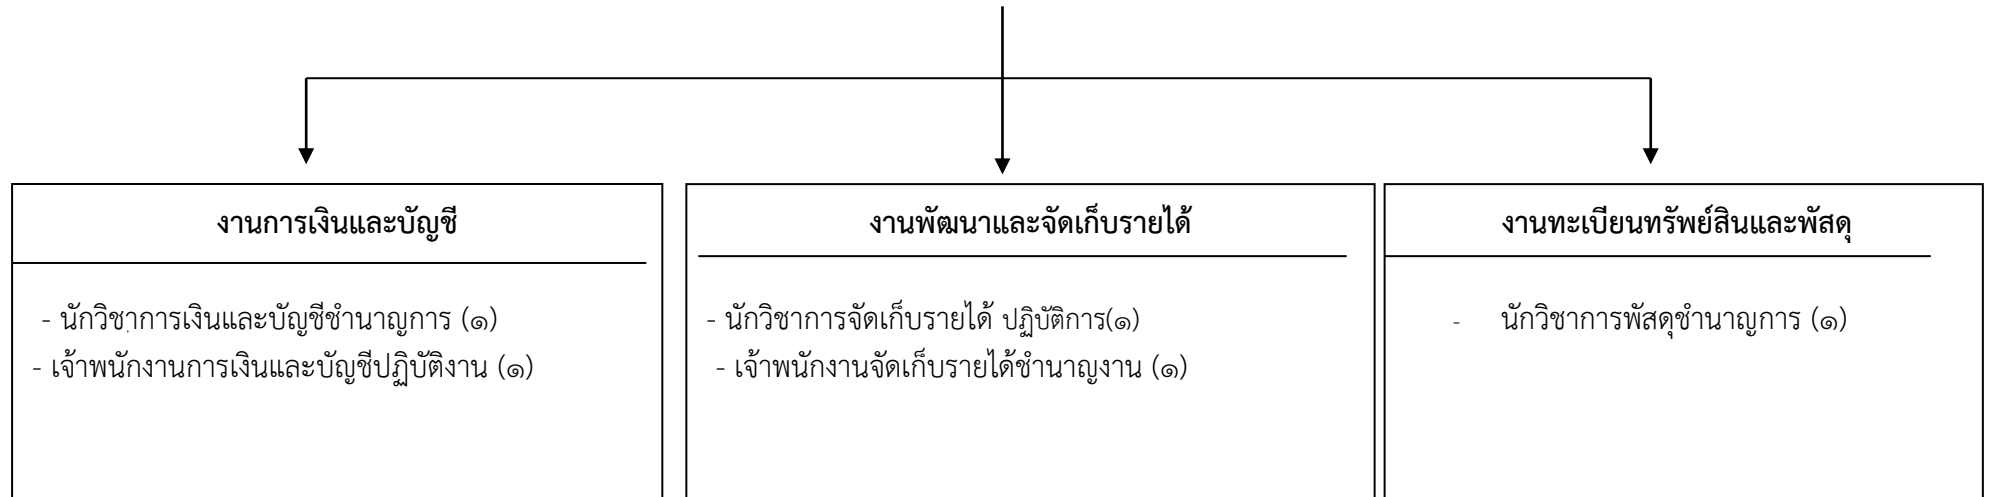 งานการเงินและบัญชี
- นักวิชาการเงินและบัญชีชำนาญการ (๑)
- เจ้าพนักงานการเงินและบัญชีปฏิบัติงาน (๑)
งานพัฒนาและจัดเก็บรายได้
- นักวิชาการจัดเก็บรายได้ ปฏิบัติการ(๑)
- เจ้าพนักงานจัดเก็บรายได้ชำนาญงาน (๑)
งานทะเบียนทรัพย์สินและพัสดุ
- นักวิชาการพัสดุชำนาญการ (๑)